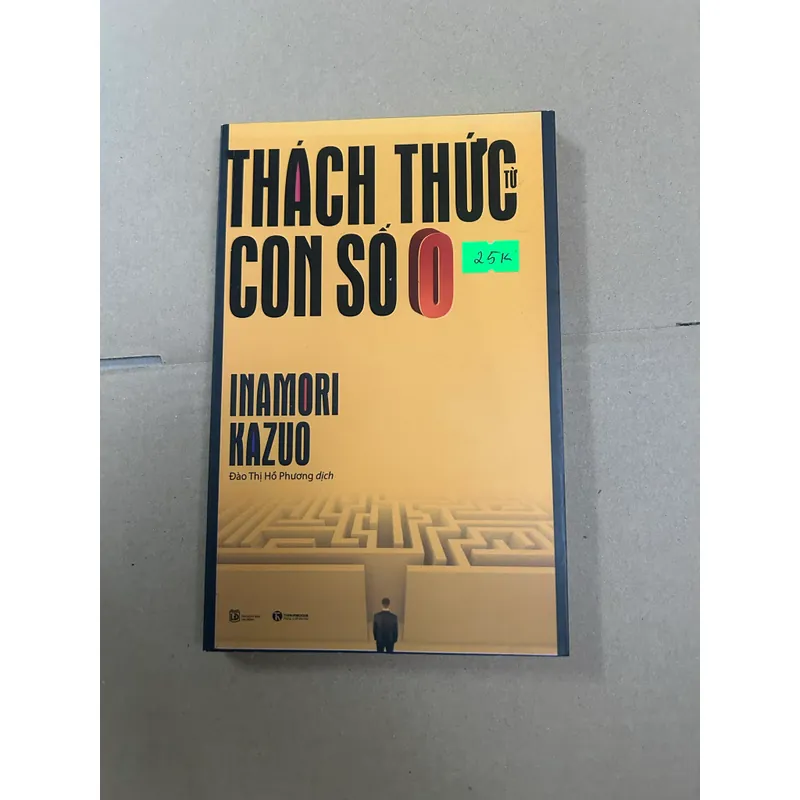 THÁCH THỨC TỪ
CON SỐ 0
25K
INAMORI
KAZUO
Đào Thị Hồ Phương dịch